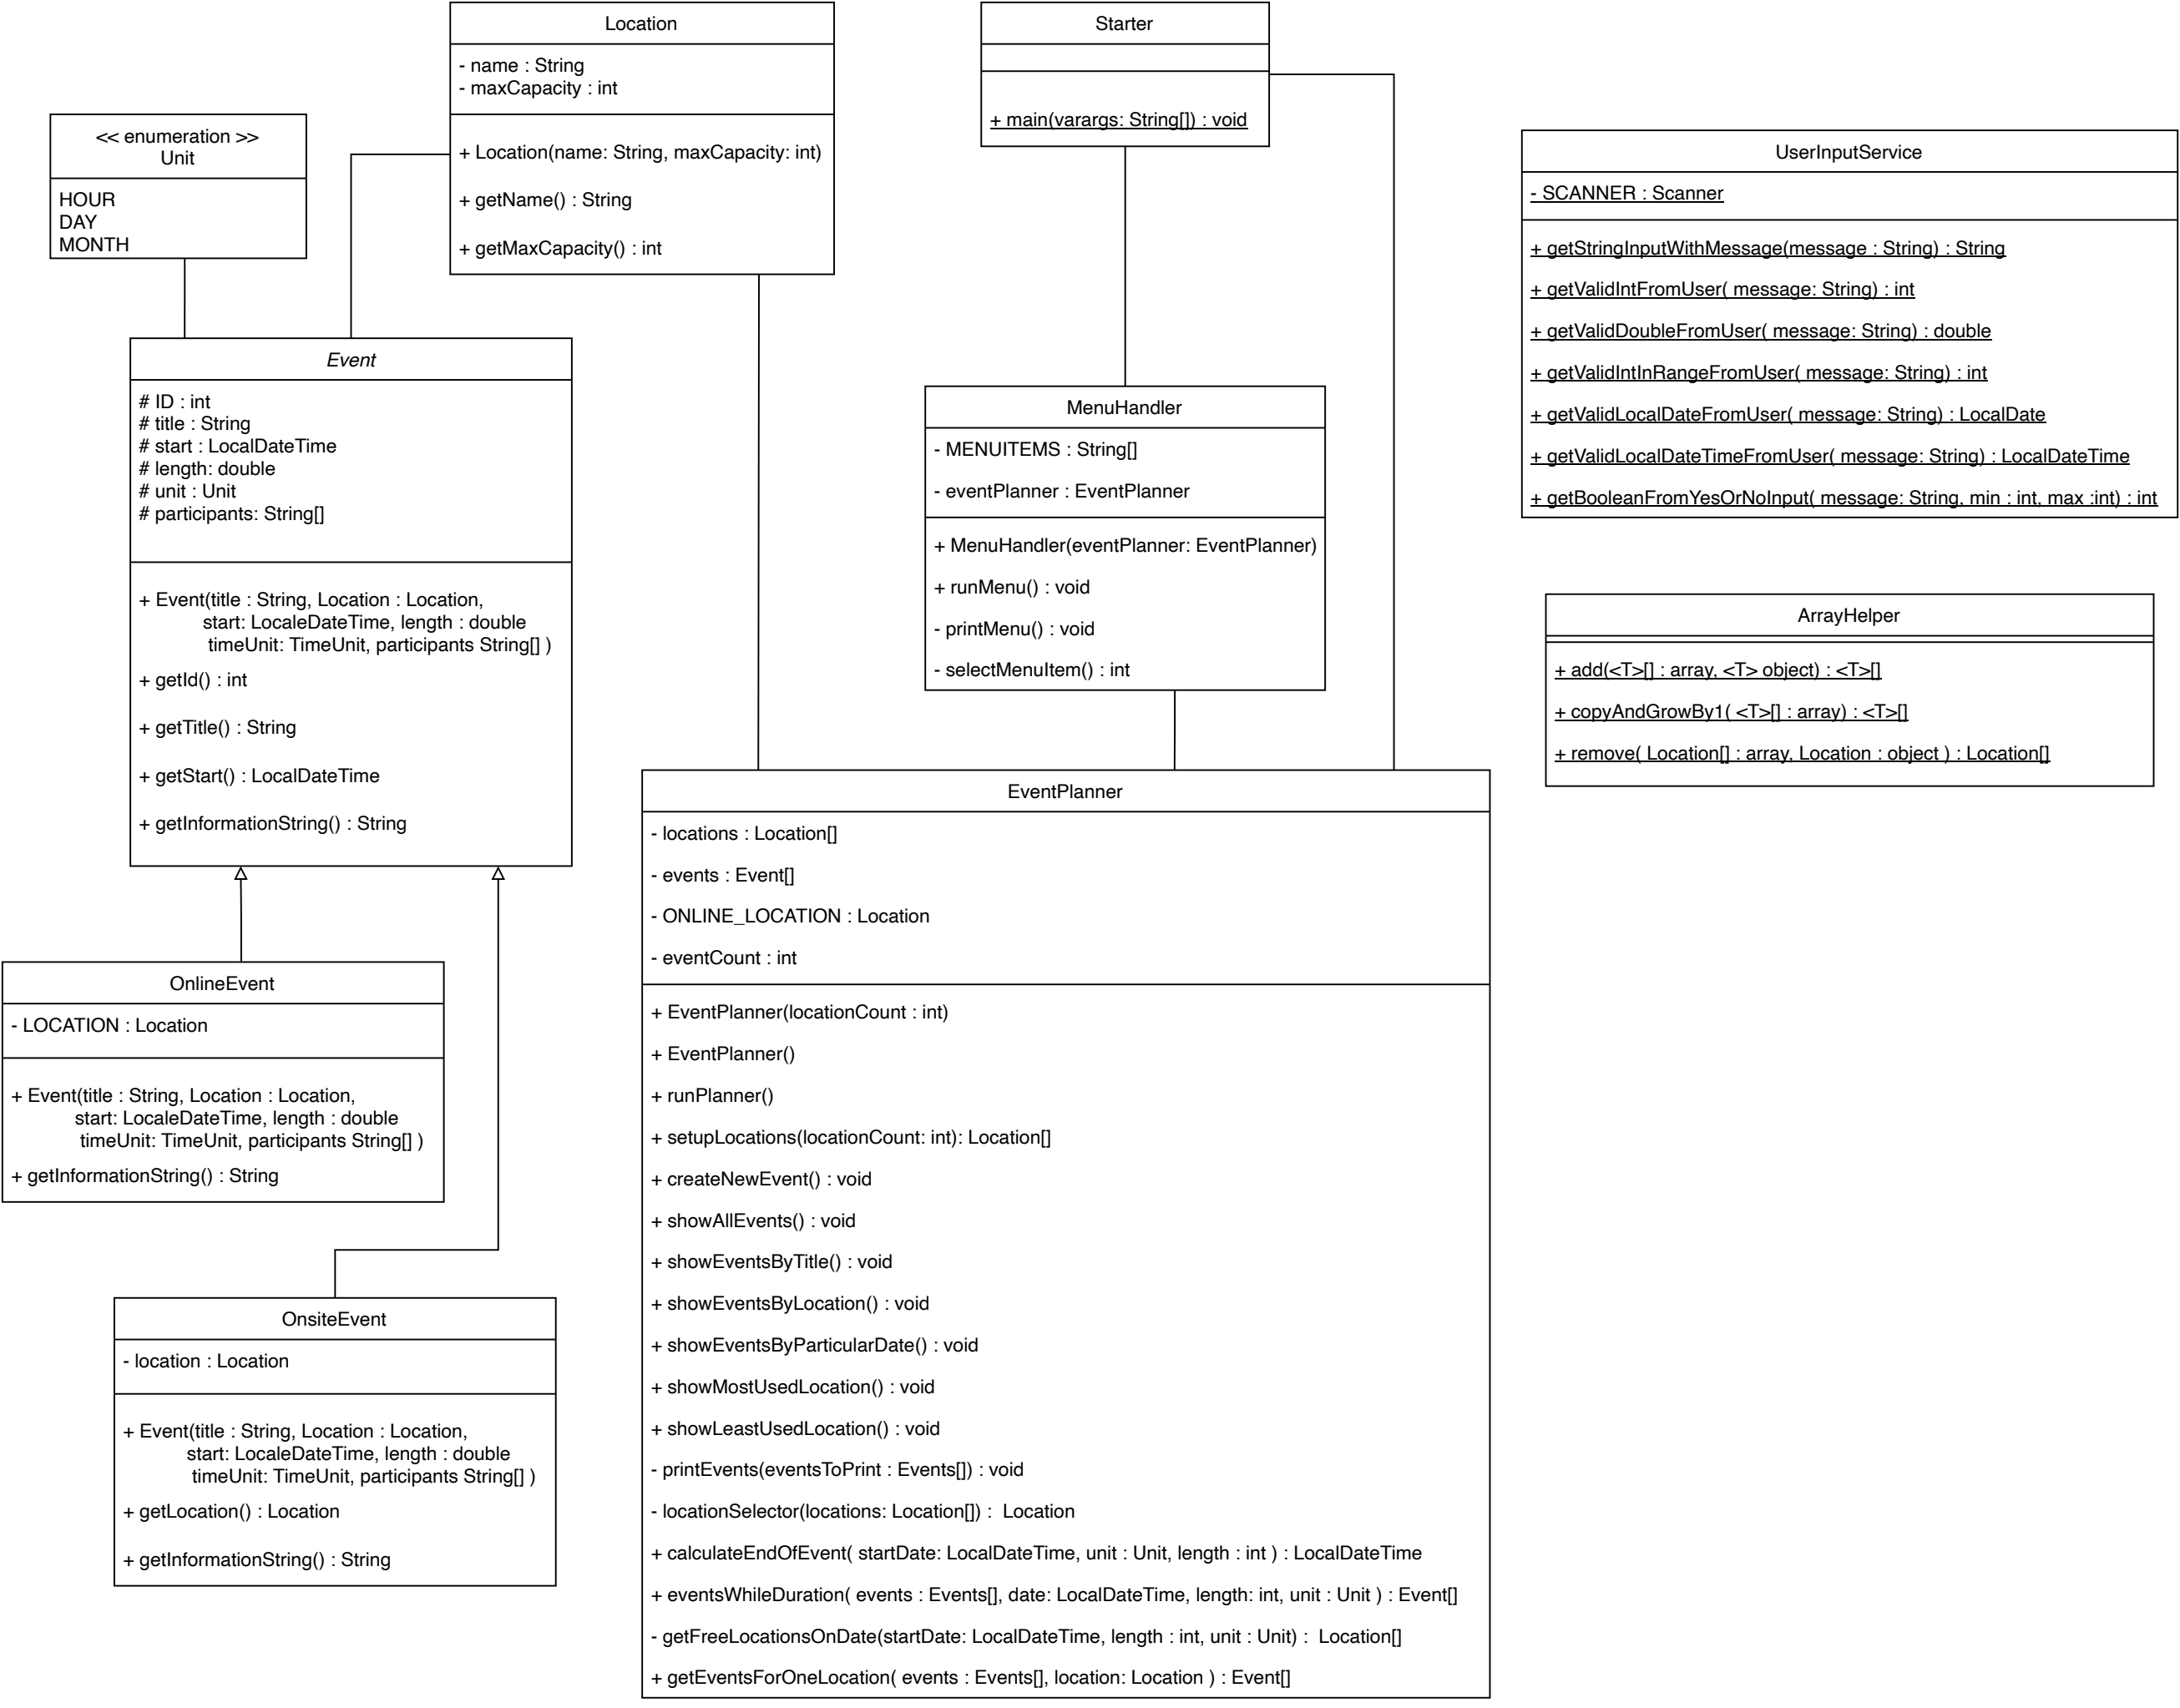 Location
- name : String
- maxCapacity : int
+ Location(name: String, maxCapacity: int)
+ getName() : String
+ getMaxCapacity() : int
Starter
+ main(varargs: String[]) : void
<< enumeration >>
Unit
HOUR
DAY
MONTH
UserInputService
- SCANNER : Scanner
+ getStringInputWithMessage(message : String) : String
+ getValidIntFromUser( message: String) : int
+ getValidDoubleFromUser( message: String) : double
+ getValidIntInRangeFromUser( message: String) : int
+ getValidLocalDateFromUser( message: String) : LocalDate
+ getValidLocalDateTimeFromUser( message: String) : LocalDateTime
+ getBooleanFromYesOrNoInput( message: String, min : int, max :int) : int
Event
# ID : int
# title : String
# start : LocalDateTime
# length: double
# unit : Unit
# participants: String[]
+ Event(title : String, Location : Location,
start: LocaleDateTime, length : double
timeUnit: TimeUnit, participants String[] )
+ getId() : int
+ getTitle() : String
+ getStart() : LocalDateTime
+ getInformationString() : String
MenuHandler
- MENUITEMS : String[]
- eventPlanner : EventPlanner
+ MenuHandler(eventPlanner: EventPlanner)
+ runMenu() : void
- printMenu() : void
- selectMenuItem() : int
ArrayHelper
+ add(<T>[] : array, <T> object) : <T>[]
+ copyAndGrowBy1( <T>[] : array) : <T>[]
+ remove( Location[] : array, Location : object ) : Location[]
EventPlanner
- locations : Location[]
- events : Event[]
- ONLINE_LOCATION : Location
- eventCount : int
+ EventPlanner(locationCount : int)
+ EventPlanner()
+ runPlanner()
+ setupLocations(locationCount: int): Location[]
+ createNewEvent() : void
+ showAllEvents() : void
+ showEventsByTitle() : void
+ showEventsByLocation() : void
+ showEventsByParticularDate() : void
+ showMostUsedLocation() : void
+ showLeastUsedLocation() : void
- printEvents(eventsToPrint : Events[]) : void
- locationSelector(locations: Location[]) :  Location
+ calculateEndOfEvent( startDate: LocalDateTime, unit : Unit, length : int ) : LocalDateTime
+ eventsWhileDuration( events : Events[], date: LocalDateTime, length: int, unit : Unit ) : Event[]
- getFreeLocationsOnDate(startDate: LocalDateTime, length : int, unit : Unit) :  Location[]
+ getEventsForOneLocation( events : Events[], location: Location ) : Event[]
OnlineEvent
- LOCATION : Location
+ Event(title : String, Location : Location,
start: LocaleDateTime, length : double
timeUnit: TimeUnit, participants String[] )
+ getInformationString() : String
OnsiteEvent
- location : Location
+ Event(title : String, Location : Location,
start: LocaleDateTime, length : double
timeUnit: TimeUnit, participants String[] )
+ getLocation() : Location
+ getInformationString() : String